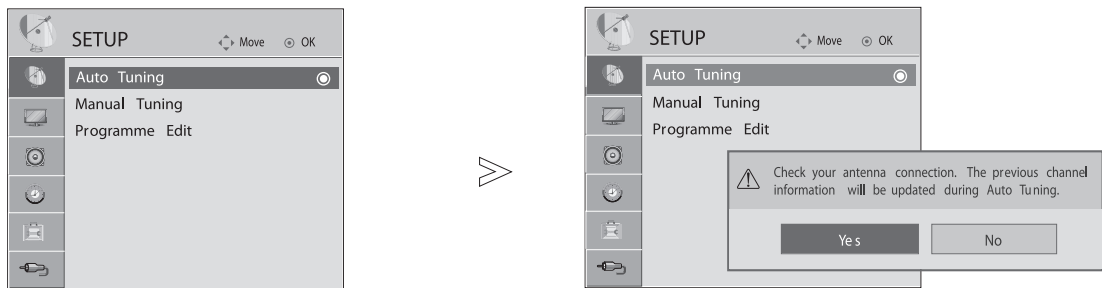 SETUP Move OK
Auto Tuning
Manual Tuning
Programme Edit
SETUP Move OK
Auto Tuning
Manual Tuning
Programme Edit
Check your antenna connection. The previous channel
information will be updated during Auto Tuning.
Yes No